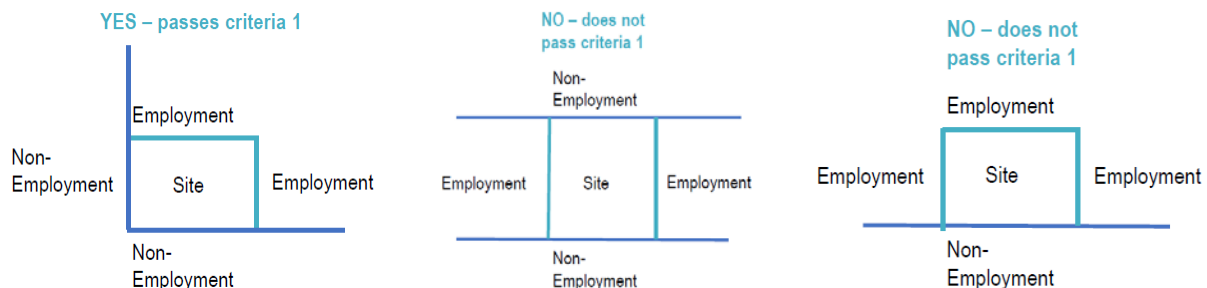 YES – passes criteria 1
Employment
Non-
Employment
Site
Employment
Non-
Employment
NO – does not
pass criteria 1
Non-
Employment
Employment
Site
Employment
Non-
Employment
NO – does not
pass criteria 1
Employment
Employment
Site
Employment
Non-
Employment